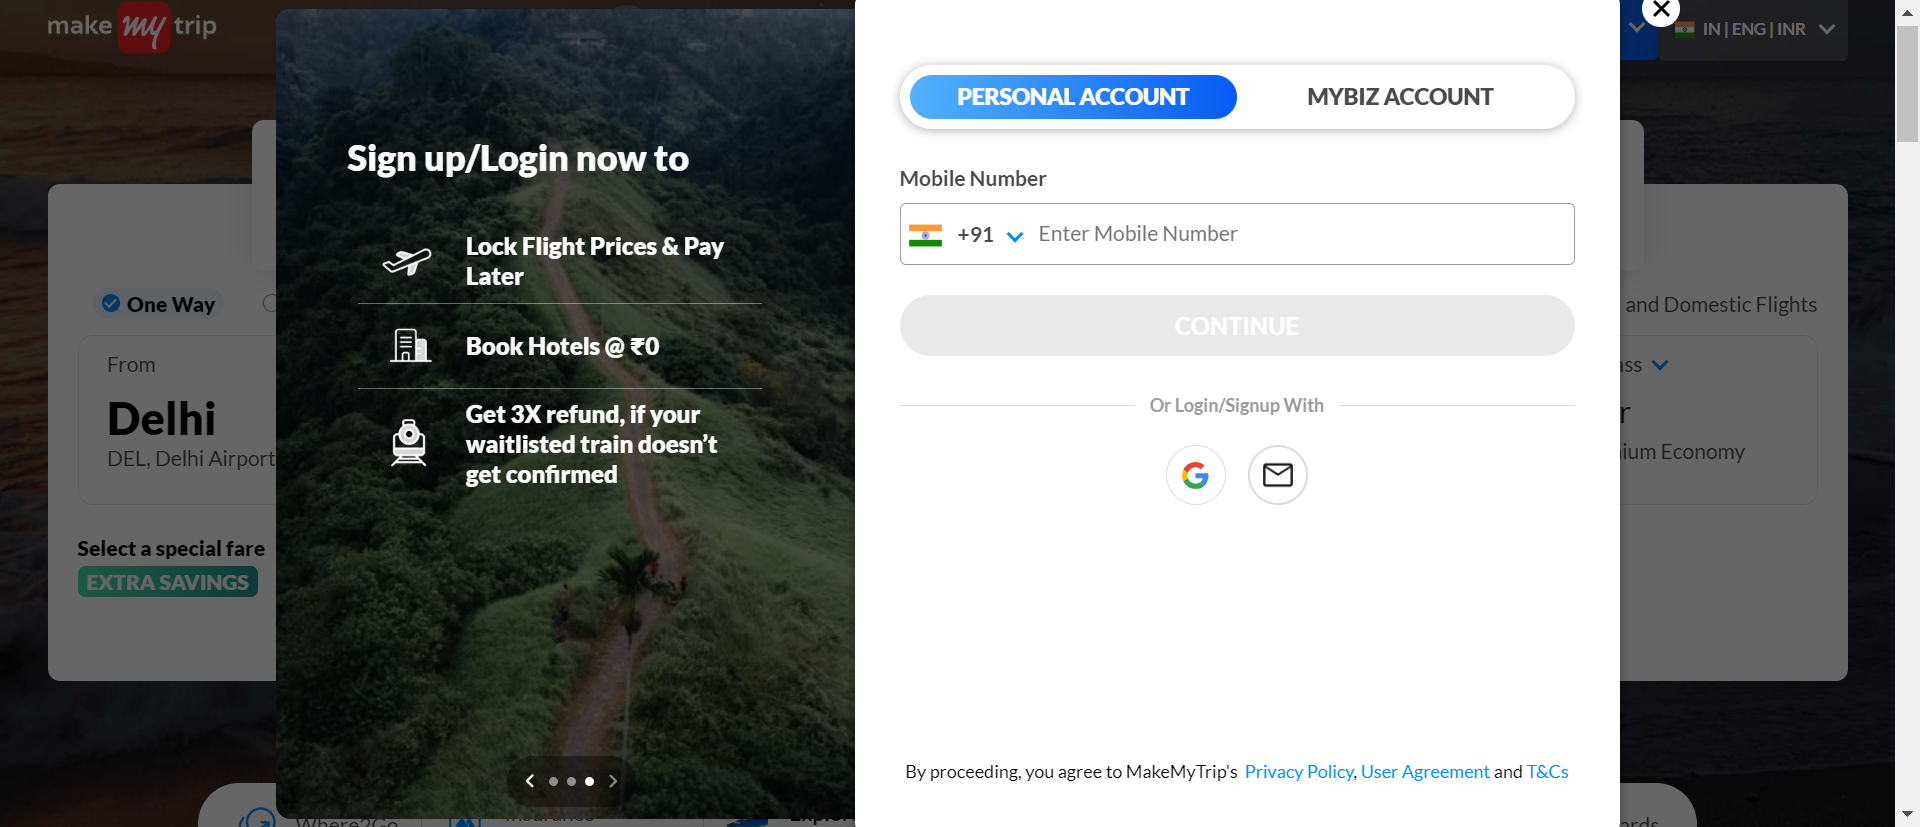 make my trip
IN | ENG | INR
PERSONAL ACCOUNT
MYBIZ ACCOUNT
Sign up/Login now to
Mobile Number
Lock Flight Prices & Pay
Later
+91
Enter Mobile Number
One Way
and Domestic Flights
CONTINUE
Book Hotels @ ₹0
From
Delhi
DEL, Delhi Airport
Or Login/Signup With
Get 3X refund, if your
waitlisted train doesn’t
get confirmed
Economy
Select a special fare
EXTRA SAVINGS
By proceeding, you agree to MakeMyTrip's Privacy Policy, User Agreement and T&Cs
Where2Go
Insurance